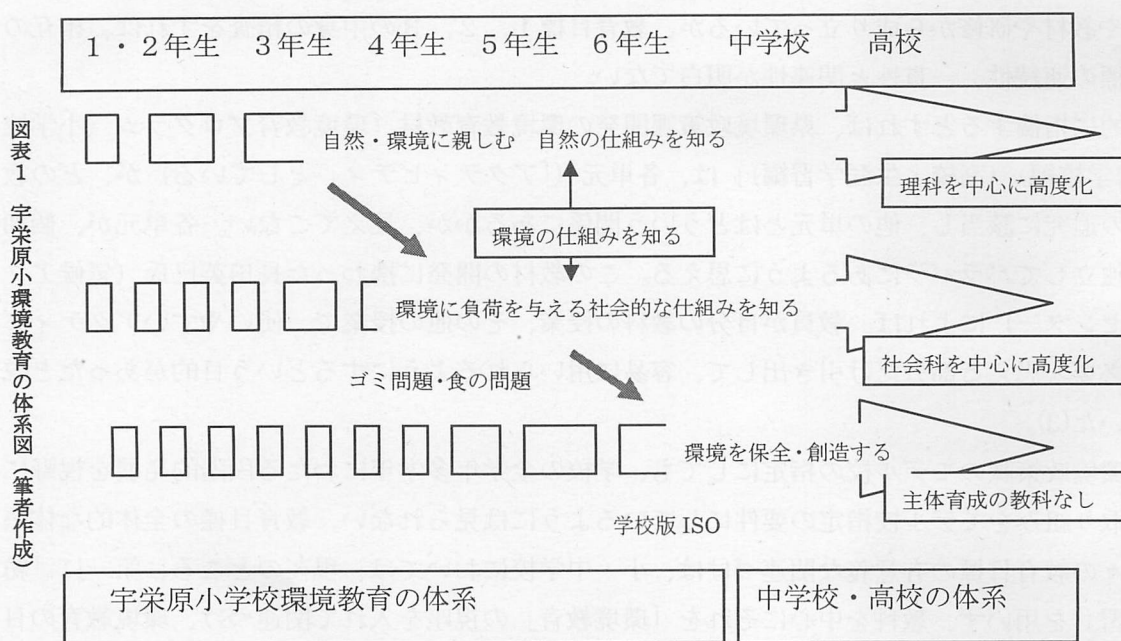 1・2年生 3年生 4年生 5年生 6年生 中学校 高校
図表1 宇栄原小環境教育の体系図（筆者作成）
自然・環境に親しむ 自然の仕組みを知る
理科を中心に高度化
環境の仕組みを知る
環境に負荷を与える社会的な仕組みを知る
社会科を中心に高度化
ゴミ問題・食の問題
環境を保全・創造する
主体育成の教科なし
学校版 ISO
宇栄原小学校環境教育の体系
中学校・高校の体系